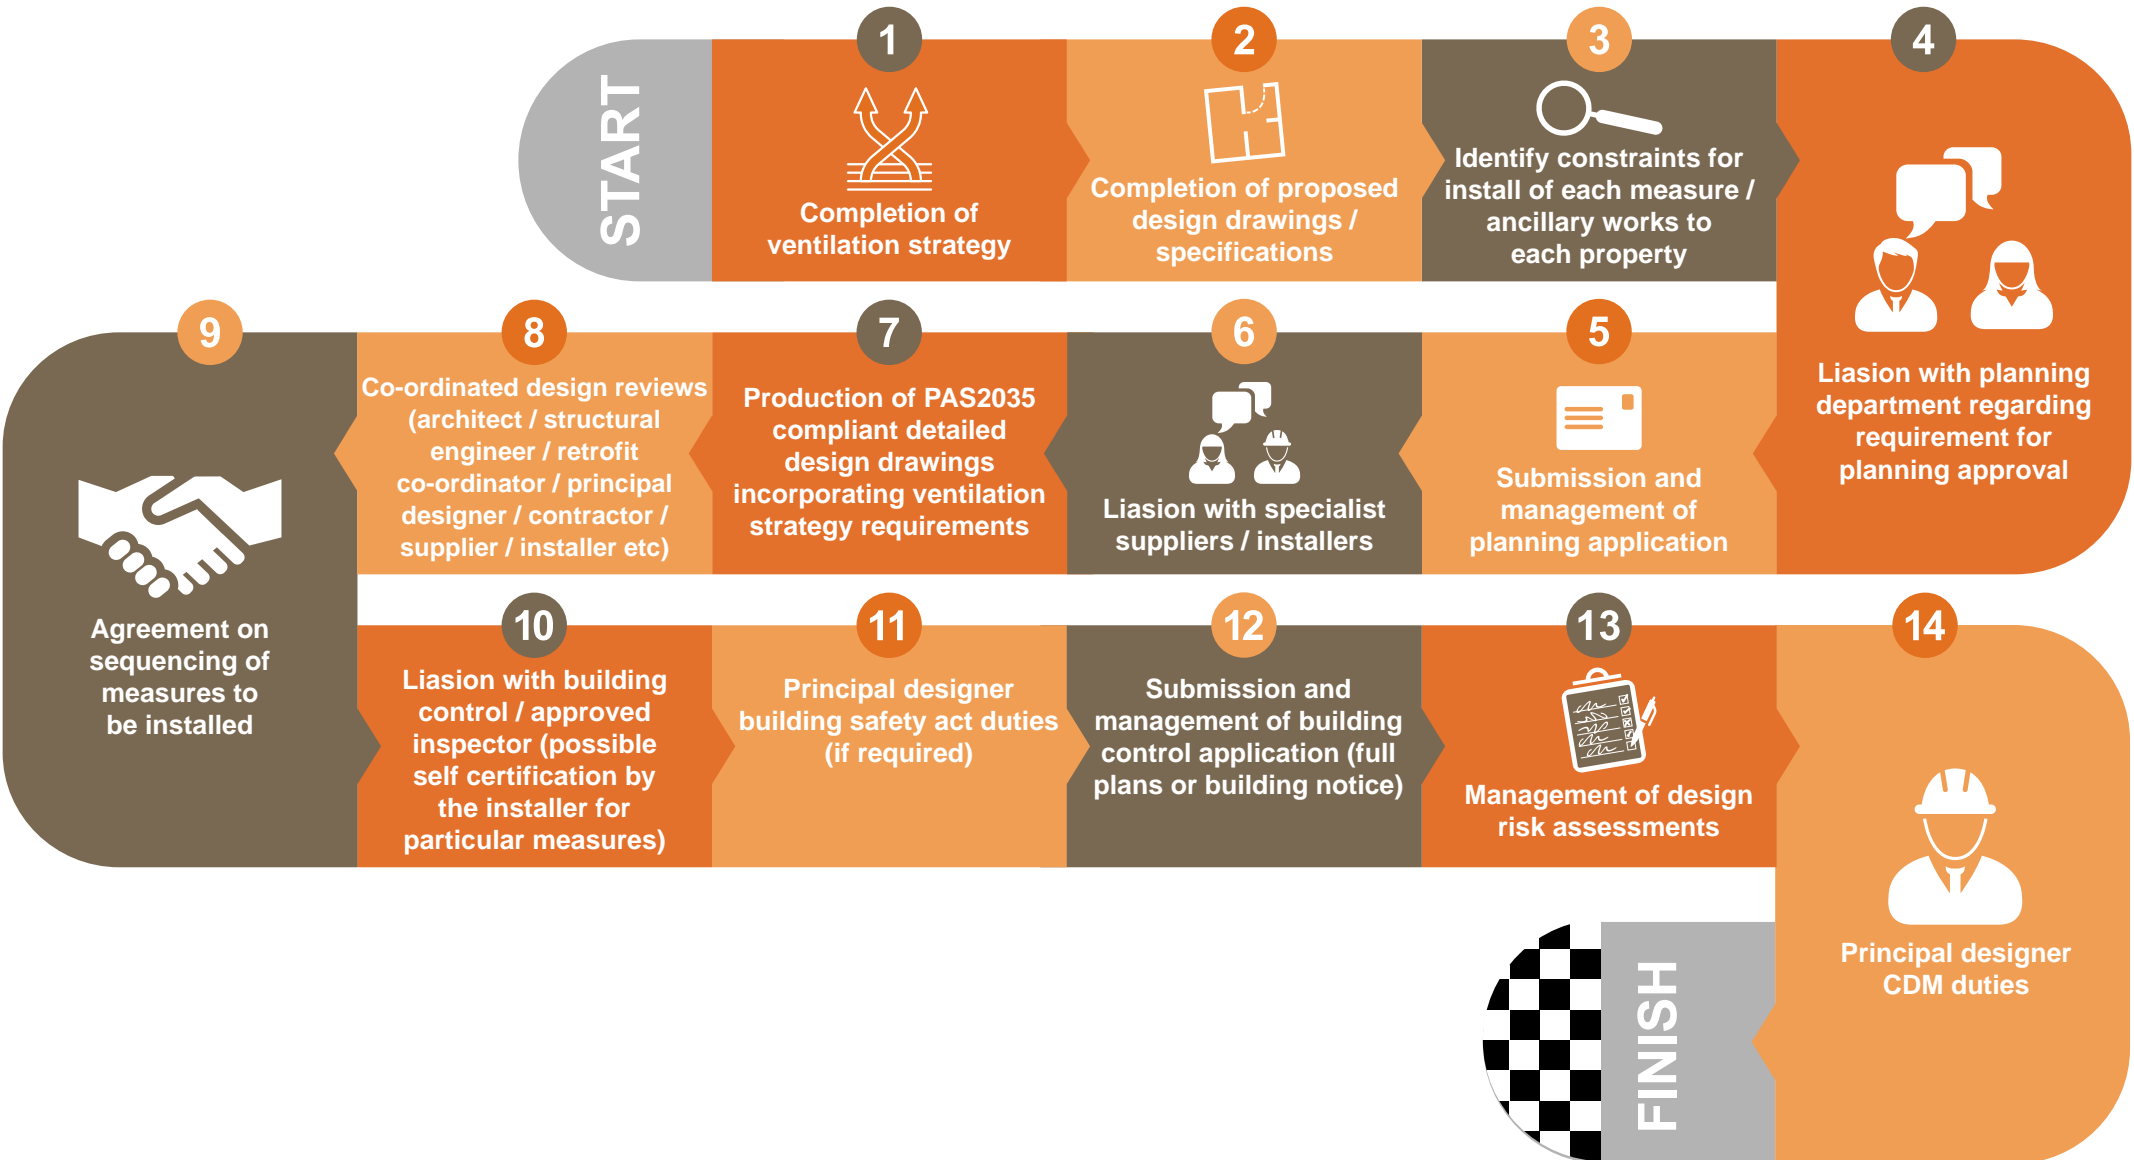 START
1
Completion of
ventilation strategy
2
Completion of proposed
design drawings /
specifications
3
Identify constraints for
install of each measure /
ancillary works to
each property
4
Liasion with planning
department regarding
requirement for
planning approval
5
Submission and
management of
planning application
6
Liasion with specialist
suppliers / installers
7
Production of PAS2035
compliant detailed
design drawings
incorporating ventilation
strategy requirements
8
Co-ordinated design reviews
(architect / structural
engineer / retrofit
co-ordinator / principal
designer / contractor /
supplier / installer etc)
9
Agreement on
sequencing of
measures to
be installed
10
Liasion with building
control / approved
inspector (possible
self certification by
the installer for
particular measures)
11
Principal designer
building safety act duties
(if required)
12
Submission and
management of building
control application (full
plans or building notice)
13
Management of design
risk assessments
14
Principal designer
CDM duties
FINISH